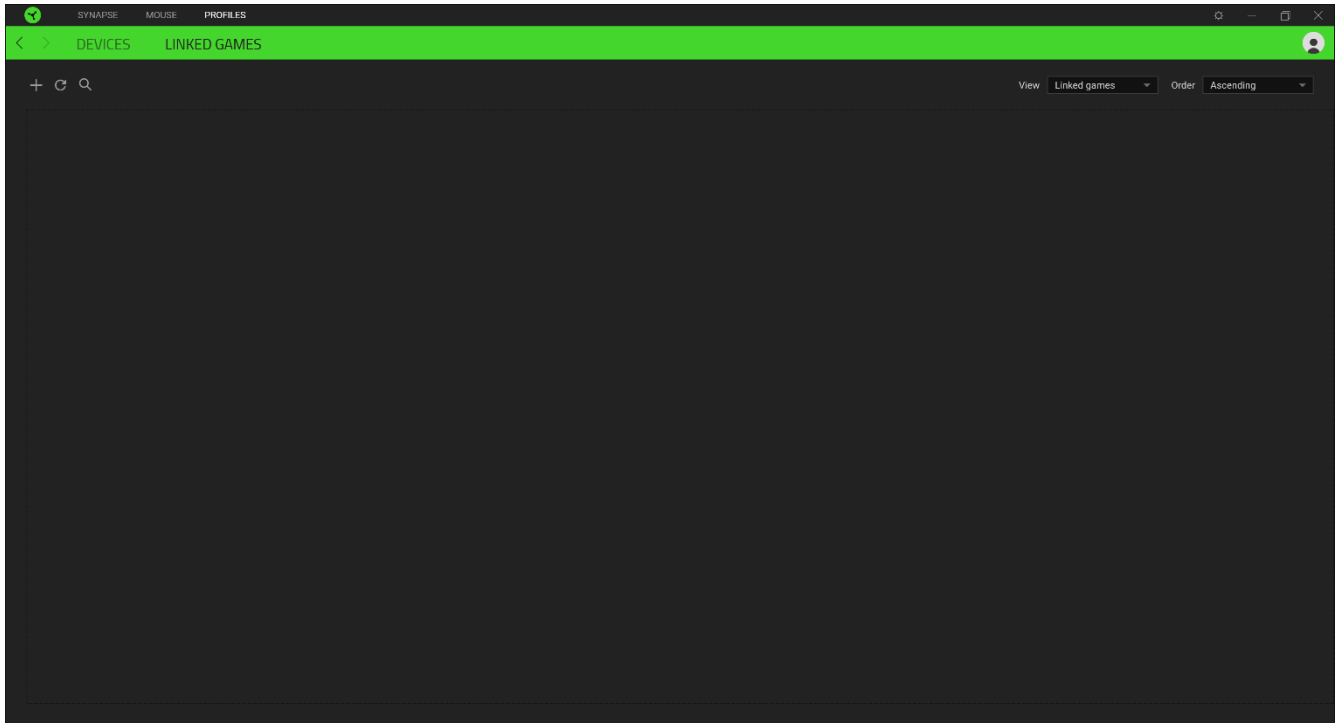 SYNAPSE MOUSE PROFILES
DEVICES LINKED GAMES
View Linked games Order Ascending